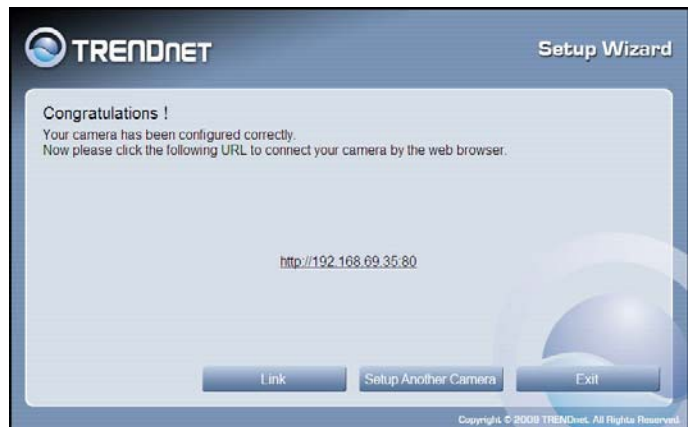 TRENDNET
Setup Wizard
Congratulations !
Your camera has been configured correctly.
Now please click the following URL to connect your camera by the web browser.
http://192.168.69.35:80
Link
Setup Another Camera
Exit
Copyright © 2009 TRENDnet. All Rights Reserved.